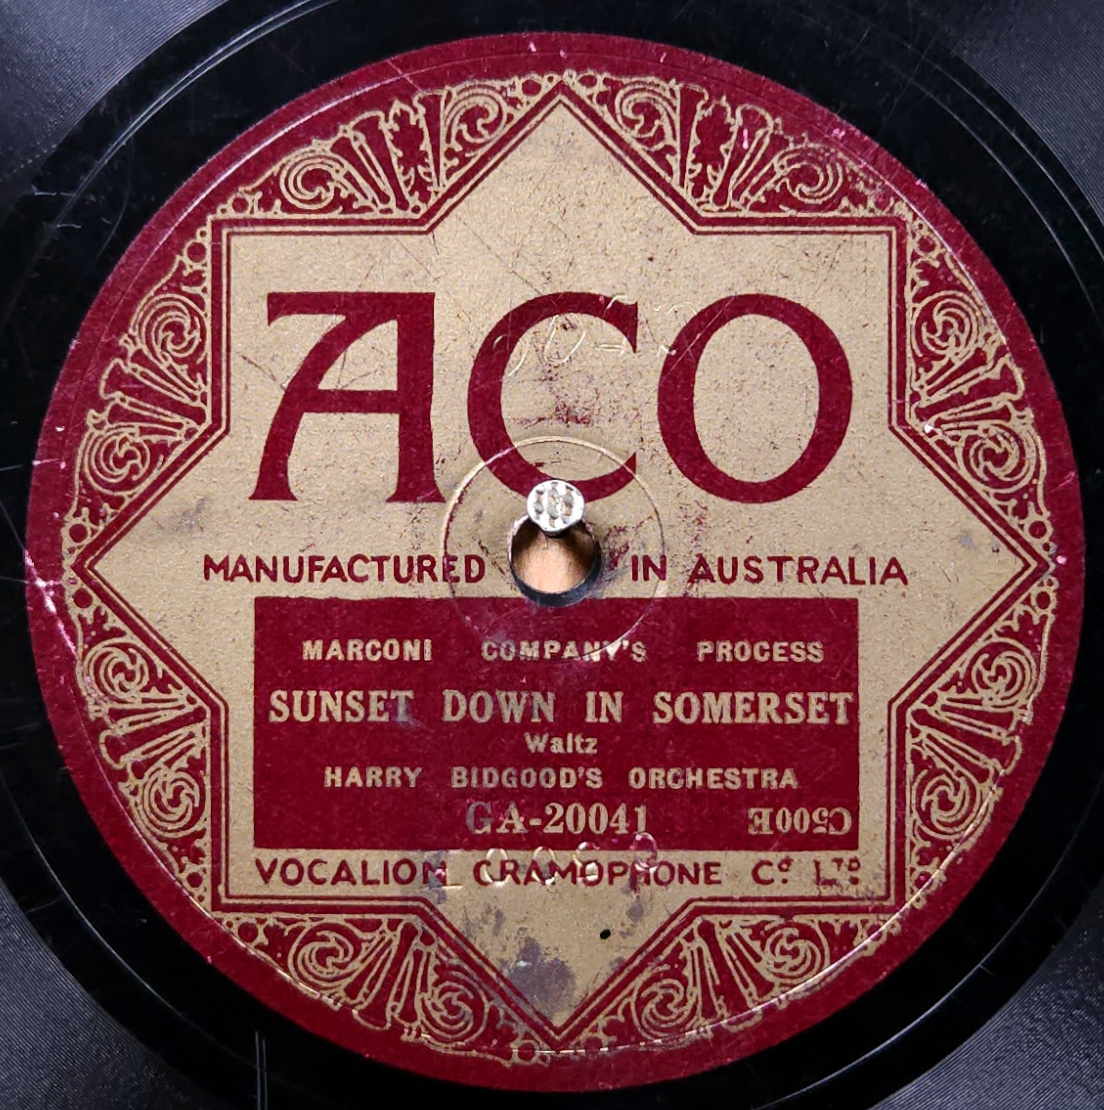 ACO
MANUFACTURED IN AUSTRALIA
MARCONI COMPANY'S PROCESS
SUNSET DOWN IN SOMERSET
Waltz
HARRY BIDGOOD'S ORCHESTRA
GA-20041 C500E
VOCALION GRAMOPHONE Cº LTD